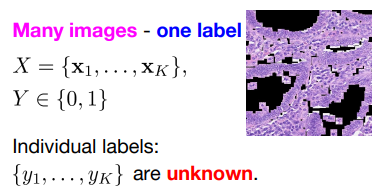 Many images - one label
X = {x₁, . . . , x_K},
Y ∈ {0, 1}
Individual labels:
{y₁, . . . , y_K} are unknown.